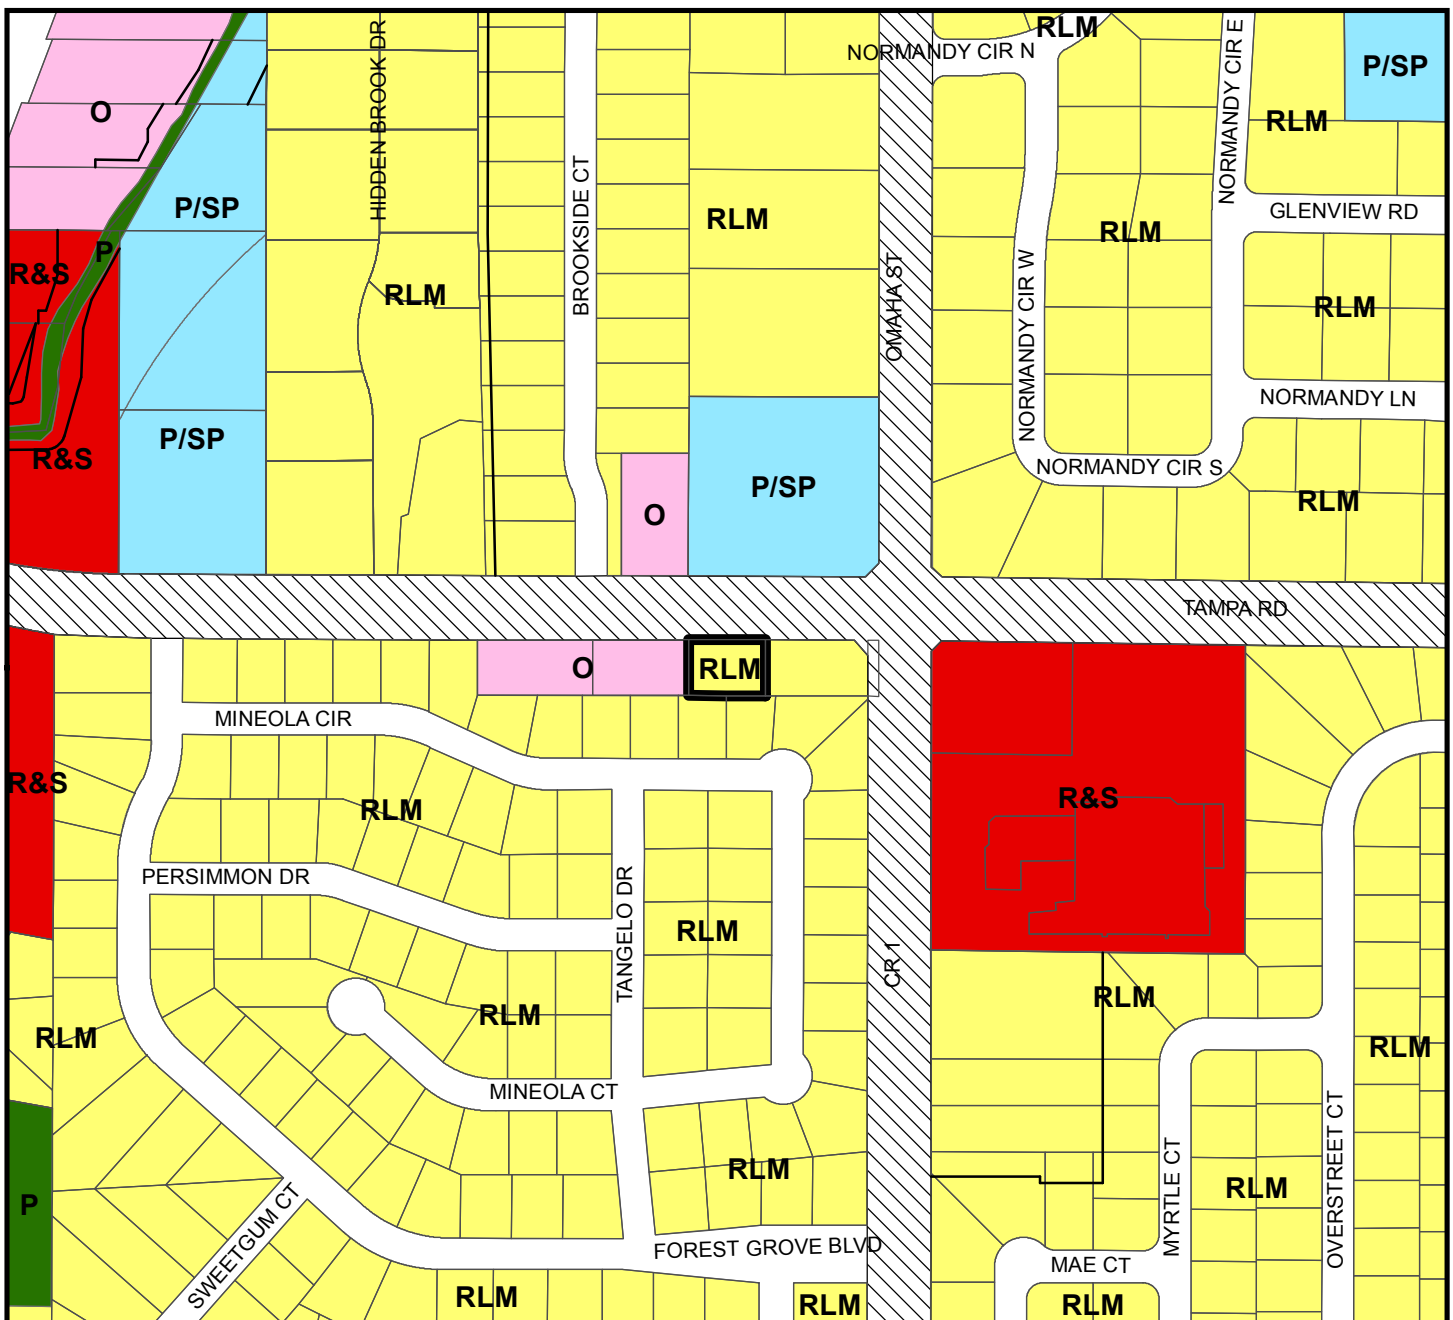 NORMANDY CIR N
RLM
NORMANDY CIR E
P/SP
HIDDEN BROOK DR
O
RLM
P/SP
BROOKSIDE CT
RLM
RLM
GLENVIEW RD
P
R&S
RLM
OMAHA ST
NORMANDY CIR W
RLM
NORMANDY LN
P/SP
R&S
NORMANDY CIR S
P/SP
O
RLM
TAMPA RD
O
RLM
MINEOLA CIR
R&S
RLM
R&S
PERSIMMON DR
TANGELO DR
RLM
CR 1
RLM
RLM
RLM
RLM
MINEOLA CT
OVERSTREET CT
MYRTLE CT
RLM
RLM
P
SWEETGUM CT
FOREST GROVE BLVD
MAE CT
RLM
RLM
RLM